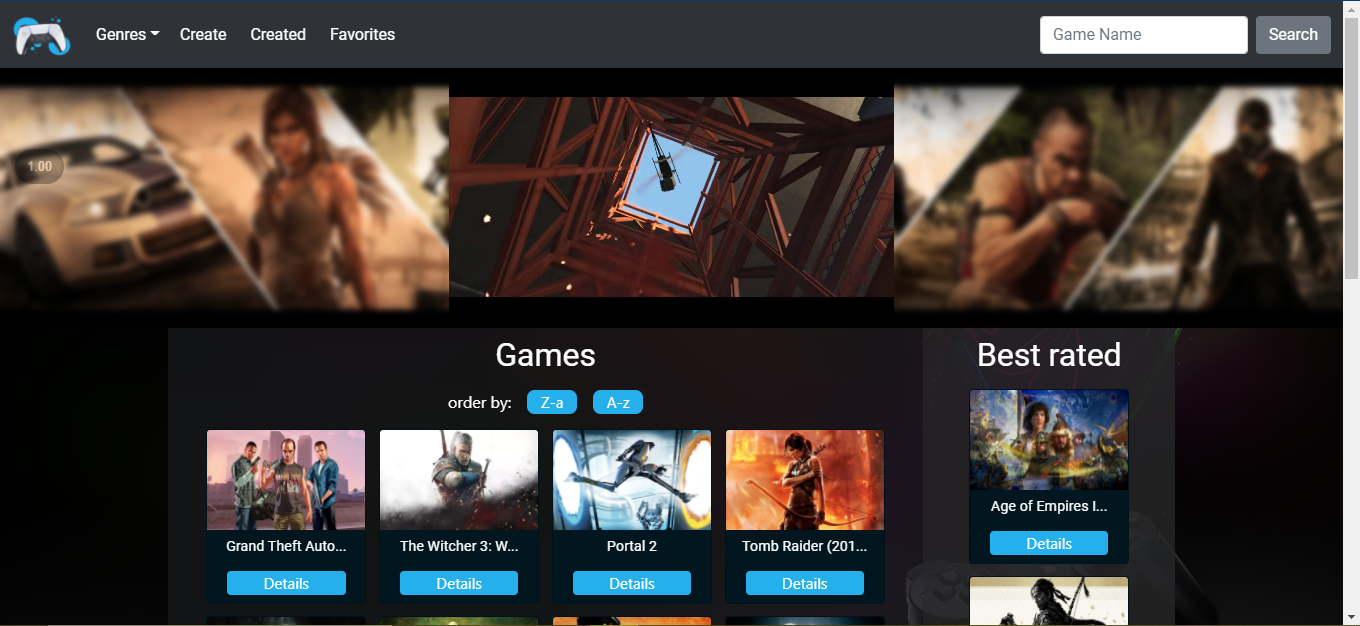 Genres Create Created Favorites Game Name Search
1.00
Games Best rated
order by: Z-a A-z
Grand Theft Auto... The Witcher 3: W... Portal 2 Tomb Raider (201... Age of Empires I...
Details Details Details Details Details